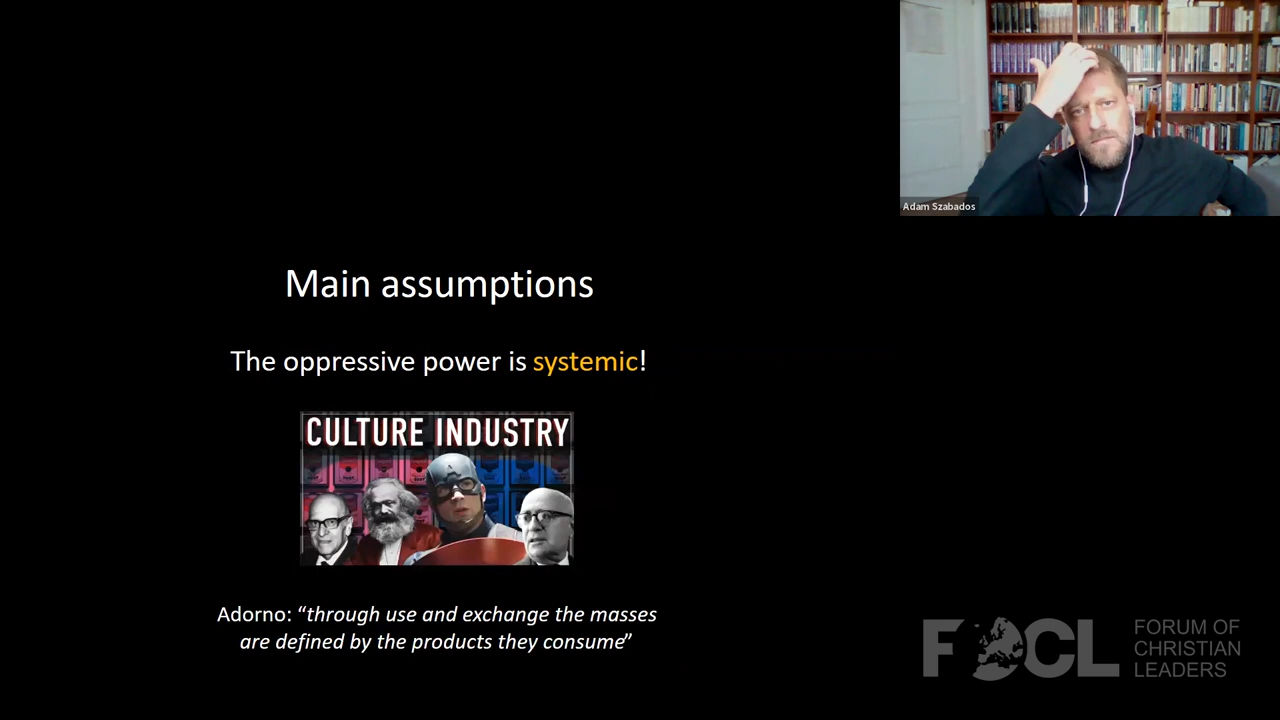 Adam Szabados
Main assumptions
The oppressive power is systemic!
CULTURE INDUSTRY
Adorno: “through use and exchange the masses
are defined by the products they consume”
FOCL
FORUM OF
CHRISTIAN
LEADERS